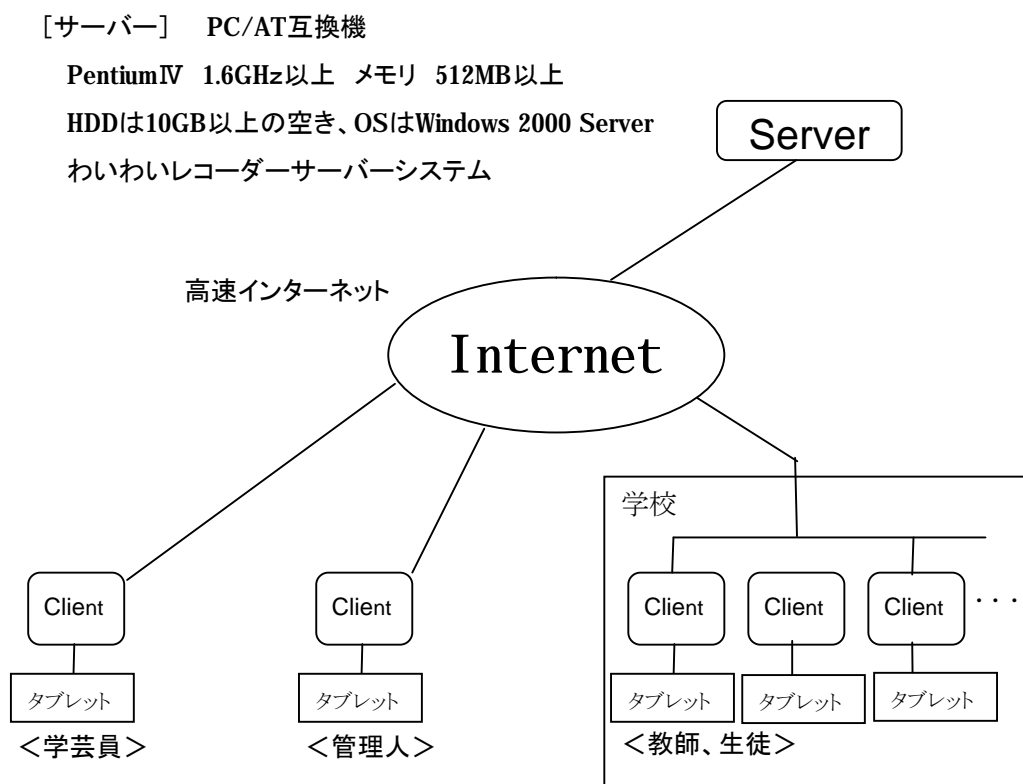 ［サーバー］　PC/AT互換機
PentiumⅣ　1.6GHz以上　メモリ　512MB以上
HDDは10GB以上の空き、OSはWindows 2000 Server
わいわいレコーダーサーバーシステム
Server
高速インターネット
Internet
学校
Client
Client
Client
Client
Client
・・・
タブレット
タブレット
タブレット
タブレット
タブレット
＜学芸員＞
＜管理人＞
＜教師、生徒＞